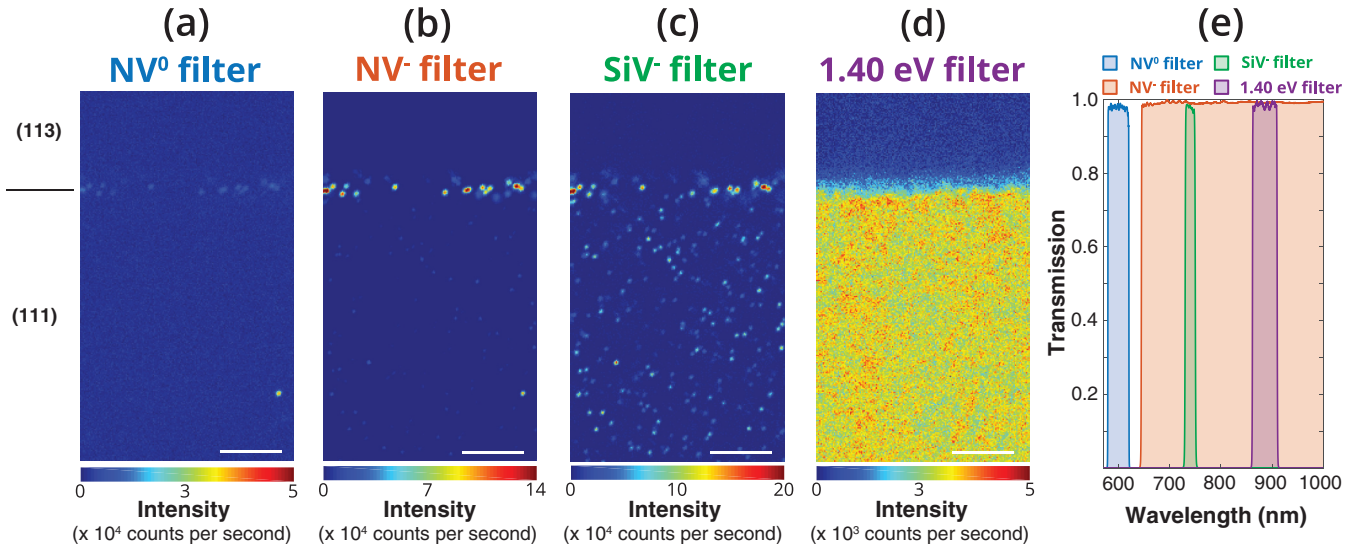 (a)
NV⁰ filter
(b)
NV⁻ filter
(c)
SiV⁻ filter
(d)
1.40 eV filter
(e)
NV⁰ filter
SiV⁻ filter
NV⁻ filter
1.40 eV filter
(113)
(111)
0 3 5
Intensity
(x 10⁴ counts per second)
0 7 14
Intensity
(x 10⁴ counts per second)
0 10 20
Intensity
(x 10⁴ counts per second)
0 3 5
Intensity
(x 10³ counts per second)
Transmission
1.0
0.8
0.6
0.4
0.2
600 700 800 900 1000
Wavelength (nm)